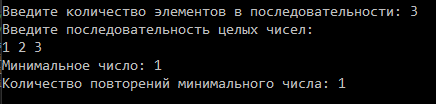 Введите количество элементов в последовательности: 3
Введите последовательность целых чисел:
1 2 3
Минимальное число: 1
Количество повторений минимального числа: 1